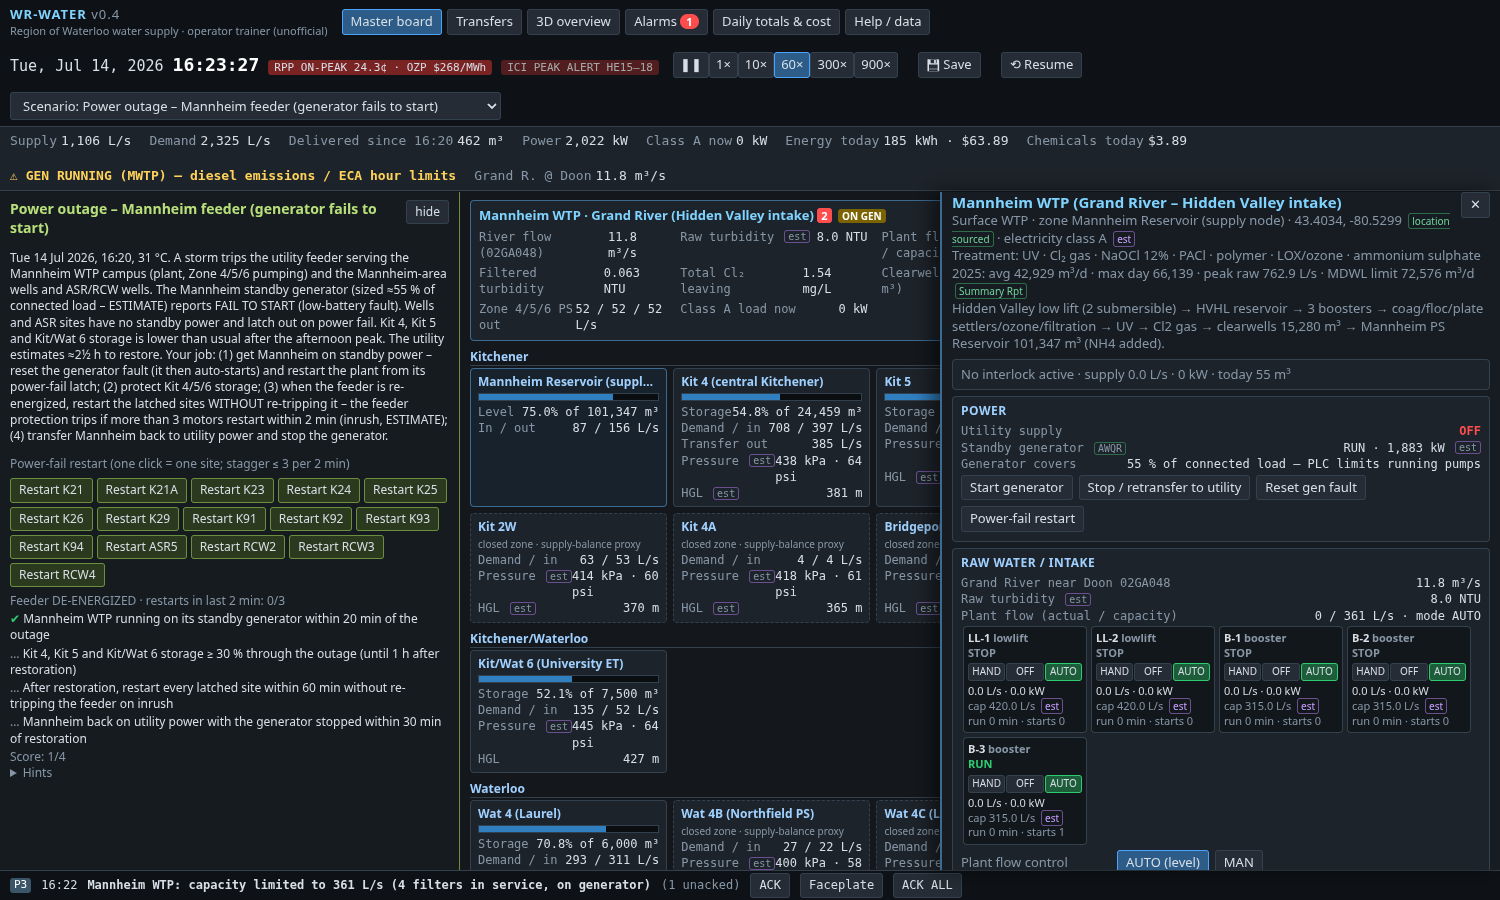 WR-WATER v0.4
Region of Waterloo water supply · operator trainer (unofficial)
Master board
Transfers
3D overview
Alarms 1
Daily totals & cost
Help / data
Tue, Jul 14, 2026 16:23:27
RPP ON-PEAK 24.3¢ · OZP $268/MWh
ICI PEAK ALERT HE15–18
❚❚ 1× 10× 60× 300× 900×
💾 Save
⟲ Resume
Scenario: Power outage – Mannheim feeder (generator fails to start)
Supply 1,106 L/s Demand 2,325 L/s Delivered since 16:20 462 m³ Power 2,022 kW Class A now 0 kW Energy today 185 kWh · $63.89 Chemicals today $3.89
⚠ GEN RUNNING (MWTP) — diesel emissions / ECA hour limits Grand R. @ Doon 11.8 m³/s
Power outage – Mannheim feeder (generator fails to
start)
hide
Tue 14 Jul 2026, 16:20, 31 °C. A storm trips the utility feeder serving the
Mannheim WTP campus (plant, Zone 4/5/6 pumping) and the Mannheim-area
wells and ASR/RCW wells. The Mannheim standby generator (sized ≈55 % of
connected load – ESTIMATE) reports FAIL TO START (low-battery fault). Wells
and ASR sites have no standby power and latch out on power fail. Kit 4, Kit 5
and Kit/Wat 6 storage is lower than usual after the afternoon peak. The utility
estimates ≈2½ h to restore. Your job: (1) get Mannheim on standby power –
reset the generator fault (it then auto-starts) and restart the plant from its
power-fail latch; (2) protect Kit 4/5/6 storage; (3) when the feeder is re-
energized, restart the latched sites WITHOUT re-tripping it – the feeder
protection trips if more than 3 motors restart within 2 min (inrush, ESTIMATE);
(4) transfer Mannheim back to utility power and stop the generator.
Power-fail restart (one click = one site; stagger ≤ 3 per 2 min)
Restart K21 Restart K21A Restart K23 Restart K24 Restart K25
Restart K26 Restart K29 Restart K91 Restart K92 Restart K93
Restart K94 Restart ASR5 Restart RCW2 Restart RCW3
Restart RCW4
Feeder DE-ENERGIZED · restarts in last 2 min: 0/3
✔ Mannheim WTP running on its standby generator within 20 min of the
outage
… Kit 4, Kit 5 and Kit/Wat 6 storage ≥ 30 % through the outage (until 1 h after
restoration)
… After restoration, restart every latched site within 60 min without re-
tripping the feeder on inrush
… Mannheim back on utility power with the generator stopped within 30 min
of restoration
Score: 1/4
▶ Hints
Mannheim WTP · Grand River (Hidden Valley intake) 2 ON GEN
River flow 11.8 Raw turbidity est 8.0 NTU Plant fl
(02GA048) m³/s / capaci
Filtered 0.063 Total Cl₂ 1.54 Clearwel
turbidity NTU leaving mg/L m³)
Zone 4/5/6 PS 52 / 52 / 52 Class A load now 0 kW
out L/s
Kitchener
Mannheim Reservoir (suppl...
Level 75.0% of 101,347 m³
In / out 87 / 156 L/s
Kit 4 (central Kitchener)
Storage 54.8% of 24,459 m³
Demand / in 708 / 397 L/s
Transfer out 385 L/s
Pressure est 438 kPa · 64
psi
HGL est 381 m
Kit 5
Storage
Demand /
Pressure
HGL est
Kit 2W
closed zone · supply-balance proxy
Demand / in 63 / 53 L/s
Pressure est 414 kPa · 60
psi
HGL est 370 m
Kit 4A
closed zone · supply-balance proxy
Demand / in 4 / 4 L/s
Pressure est 418 kPa · 61
psi
HGL est 365 m
Bridgepo
closed zone
Demand /
Pressure
HGL est
Kitchener/Waterloo
Kit/Wat 6 (University ET)
Storage 52.1% of 7,500 m³
Demand / in 135 / 52 L/s
Pressure est 445 kPa · 64
psi
HGL 427 m
Waterloo
Wat 4 (Laurel)
Storage 70.8% of 6,000 m³
Demand / in 293 / 311 L/s
Wat 4B (Northfield PS)
closed zone · supply-balance proxy
Demand / in 27 / 22 L/s
Pressure est 400 kPa · 58
Wat 4C (L
closed zone
Demand /
Pressure
Mannheim WTP (Grand River – Hidden Valley intake)
✕
Surface WTP · zone Mannheim Reservoir (supply node) · 43.4034, -80.5299 location
sourced · electricity class A est
Treatment: UV · Cl₂ gas · NaOCl 12% · PACl · polymer · LOX/ozone · ammonium sulphate
2025: avg 42,929 m³/d · max day 66,139 · peak raw 762.9 L/s · MDWL limit 72,576 m³/d
Summary Rpt
Hidden Valley low lift (2 submersible) → HVHL reservoir → 3 boosters → coag/floc/plate
settlers/ozone/filtration → UV → Cl2 gas → clearwells 15,280 m³ → Mannheim PS
Reservoir 101,347 m³ (NH4 added).
No interlock active · supply 0.0 L/s · 0 kW · today 55 m³
POWER
Utility supply OFF
Standby generator AWQR RUN · 1,883 kW est
Generator covers 55 % of connected load — PLC limits running pumps
Start generator
Stop / retransfer to utility
Reset gen fault
Power-fail restart
RAW WATER / INTAKE
Grand River near Doon 02GA048 11.8 m³/s
Raw turbidity est 8.0 NTU
Plant flow (actual / capacity) 0 / 361 L/s · mode AUTO
LL-1 lowlift
STOP
HAND OFF AUTO
0.0 L/s · 0.0 kW
cap 420.0 L/s est
run 0 min · starts 0
LL-2 lowlift
STOP
HAND OFF AUTO
0.0 L/s · 0.0 kW
cap 420.0 L/s est
run 0 min · starts 0
B-1 booster
STOP
HAND OFF AUTO
0.0 L/s · 0.0 kW
cap 315.0 L/s est
run 0 min · starts 0
B-2 booster
STOP
HAND OFF AUTO
0.0 L/s · 0.0 kW
cap 315.0 L/s est
run 0 min · starts 0
B-3 booster
RUN
HAND OFF AUTO
0.0 L/s · 0.0 kW
cap 315.0 L/s est
run 0 min · starts 1
Plant flow control AUTO (level) MAN
P3 16:22 Mannheim WTP: capacity limited to 361 L/s (4 filters in service, on generator) (1 unacked) ACK Faceplate ACK ALL